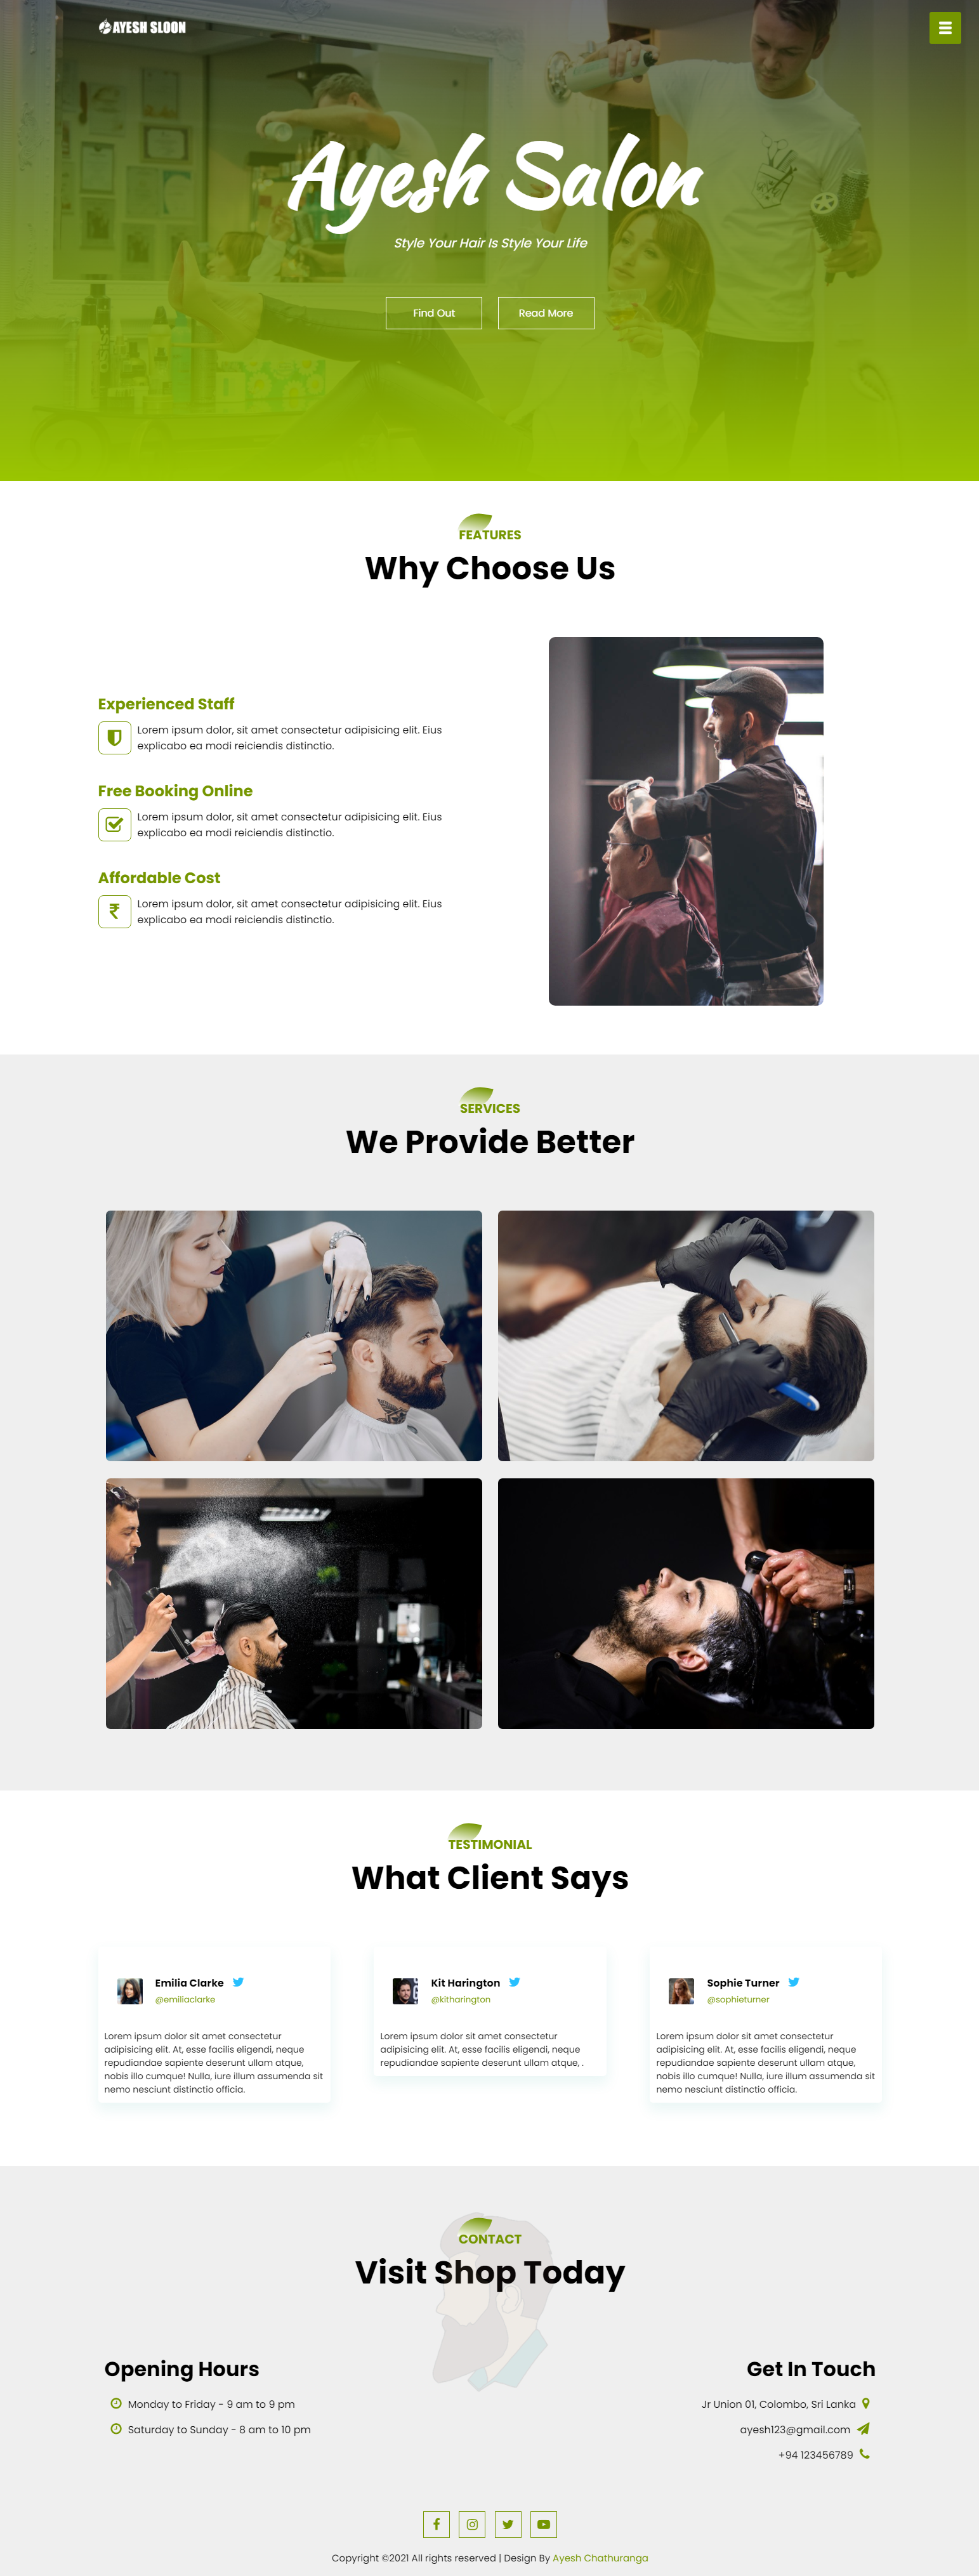 AYESH SLOON
Ayesh Salon
Style Your Hair Is Style Your Life
Find Out
Read More
FEATURES
Why Choose Us
Experienced Staff
Lorem ipsum dolor, sit amet consectetur adipisicing elit. Eius
explicabo ea modi reiciendis distinctio.
Free Booking Online
Lorem ipsum dolor, sit amet consectetur adipisicing elit. Eius
explicabo ea modi reiciendis distinctio.
Affordable Cost
Lorem ipsum dolor, sit amet consectetur adipisicing elit. Eius
explicabo ea modi reiciendis distinctio.
SERVICES
We Provide Better
TESTIMONIAL
What Client Says
Emilia Clarke
@emiliaclarke
Lorem ipsum dolor sit amet consectetur
adipisicing elit. At, esse facilis eligendi, neque
repudiandae sapiente deserunt ullam atque,
nobis illo cumque! Nulla, iure illum assumenda sit
nemo nesciunt distinctio officia.
Kit Harington
@kitharington
Lorem ipsum dolor sit amet consectetur
adipisicing elit. At, esse facilis eligendi, neque
repudiandae sapiente deserunt ullam atque, .
Sophie Turner
@sophieturner
Lorem ipsum dolor sit amet consectetur
adipisicing elit. At, esse facilis eligendi, neque
repudiandae sapiente deserunt ullam atque,
nobis illo cumque! Nulla, iure illum assumenda sit
nemo nesciunt distinctio officia.
CONTACT
Visit Shop Today
Opening Hours
Monday to Friday - 9 am to 9 pm
Saturday to Sunday - 8 am to 10 pm
Get In Touch
Jr Union 01, Colombo, Sri Lanka
ayesh123@gmail.com
+94 123456789
Copyright ©2021 All rights reserved | Design By Ayesh Chathuranga